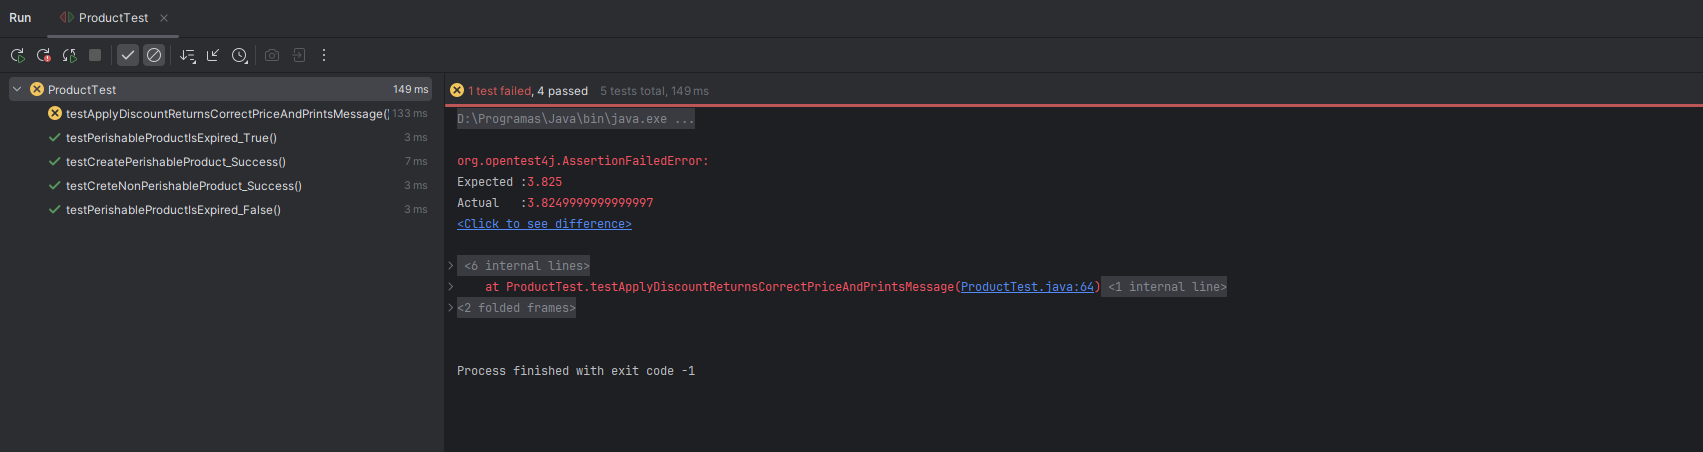 Run ProductTest
ProductTest 149 ms
testApplyDiscountReturnsCorrectPriceAndPrintsMessage() 133 ms
testPerishableProductIsExpired_True() 3 ms
testCreatePerishableProduct_Success() 7 ms
testCreteNonPerishableProduct_Success() 3 ms
testPerishableProductIsExpired_False() 3 ms
1 test failed, 4 passed 5 tests total, 149 ms
D:\Programas\Java\bin\java.exe ...
org.opentest4j.AssertionFailedError:
Expected :3.825
Actual :3.8249999999999997
<Click to see difference>
<6 internal lines>
at ProductTest.testApplyDiscountReturnsCorrectPriceAndPrintsMessage(ProductTest.java:64) <1 internal line>
<2 folded frames>
Process finished with exit code -1